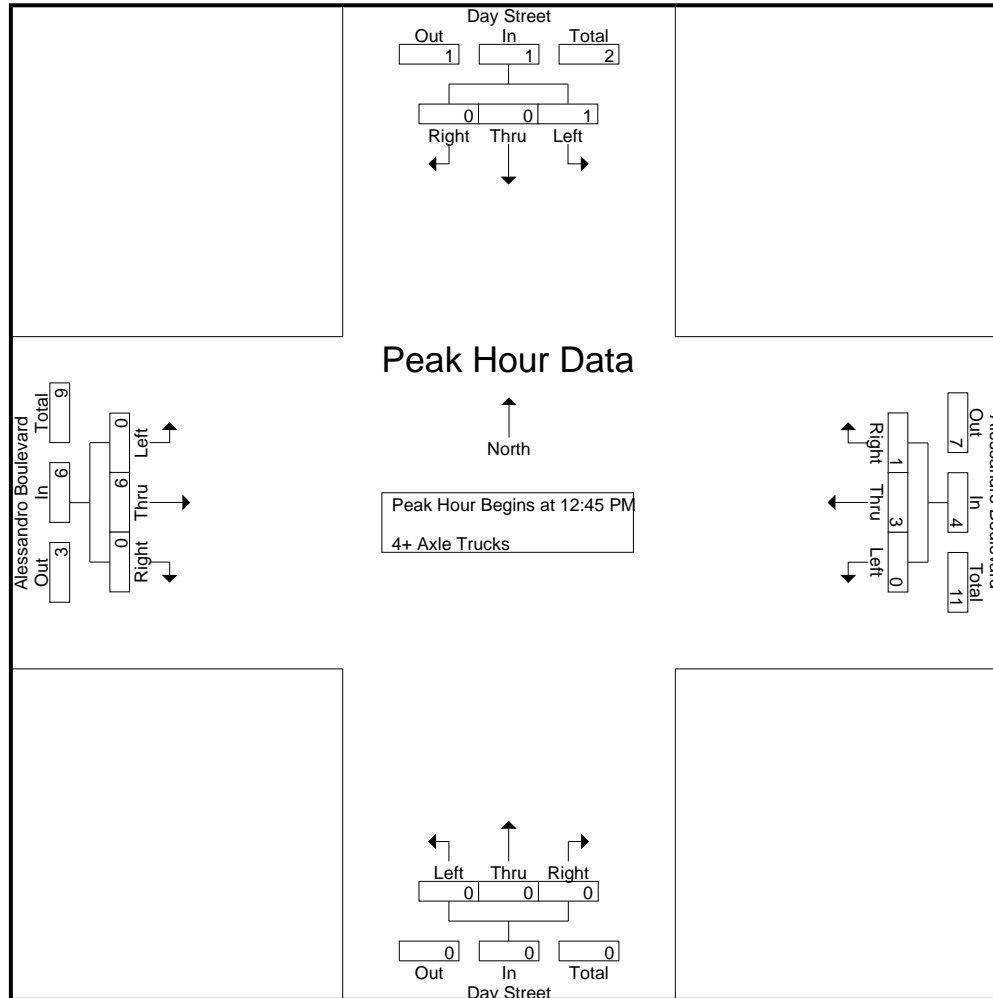 Day Street
Out In Total
1 1 2
0 0 1
Right Thru Left
Peak Hour Data
North
Peak Hour Begins at 12:45 PM
4+ Axle Trucks
Alessandro Boulevard
Total In Out
9 6 3
0 6 0
Left Thru Right
Out In Total
7 4 11
1 3 0
Right Thru Left
Left Thru Right
0 0 0
0 0 0
Out In Total
Day Street